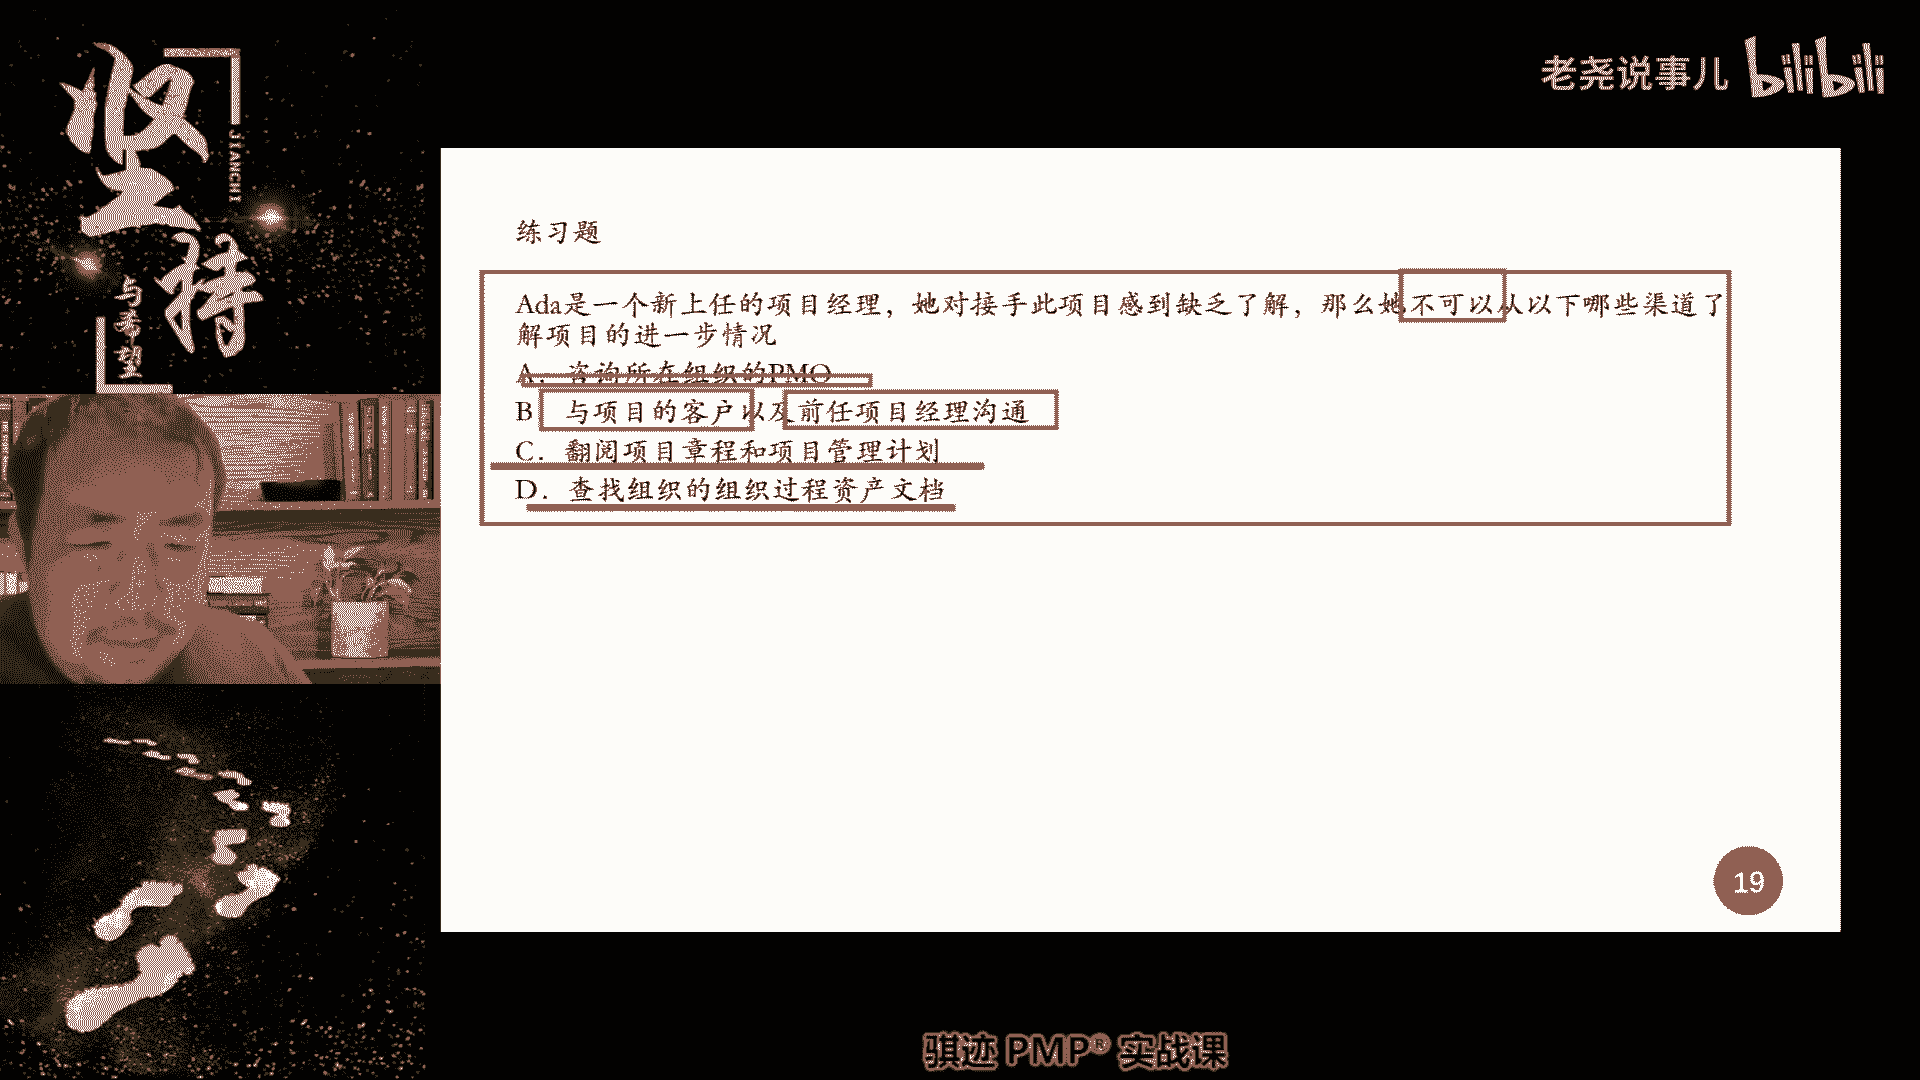 坚持
JIANCHI
与希望
老尧说事儿 bilibili
练习题
Ada是一个新上任的项目经理，她对接手此项目感到缺乏了解，那么她不可以从以下哪些渠道了
解项目的进一步情况
A．咨询所在组织的PMO
B 与项目的客户以及前任项目经理沟通
C．翻阅项目章程和项目管理计划
D．查找组织的组织过程资产文档
19
骐迹 PMP® 实战课